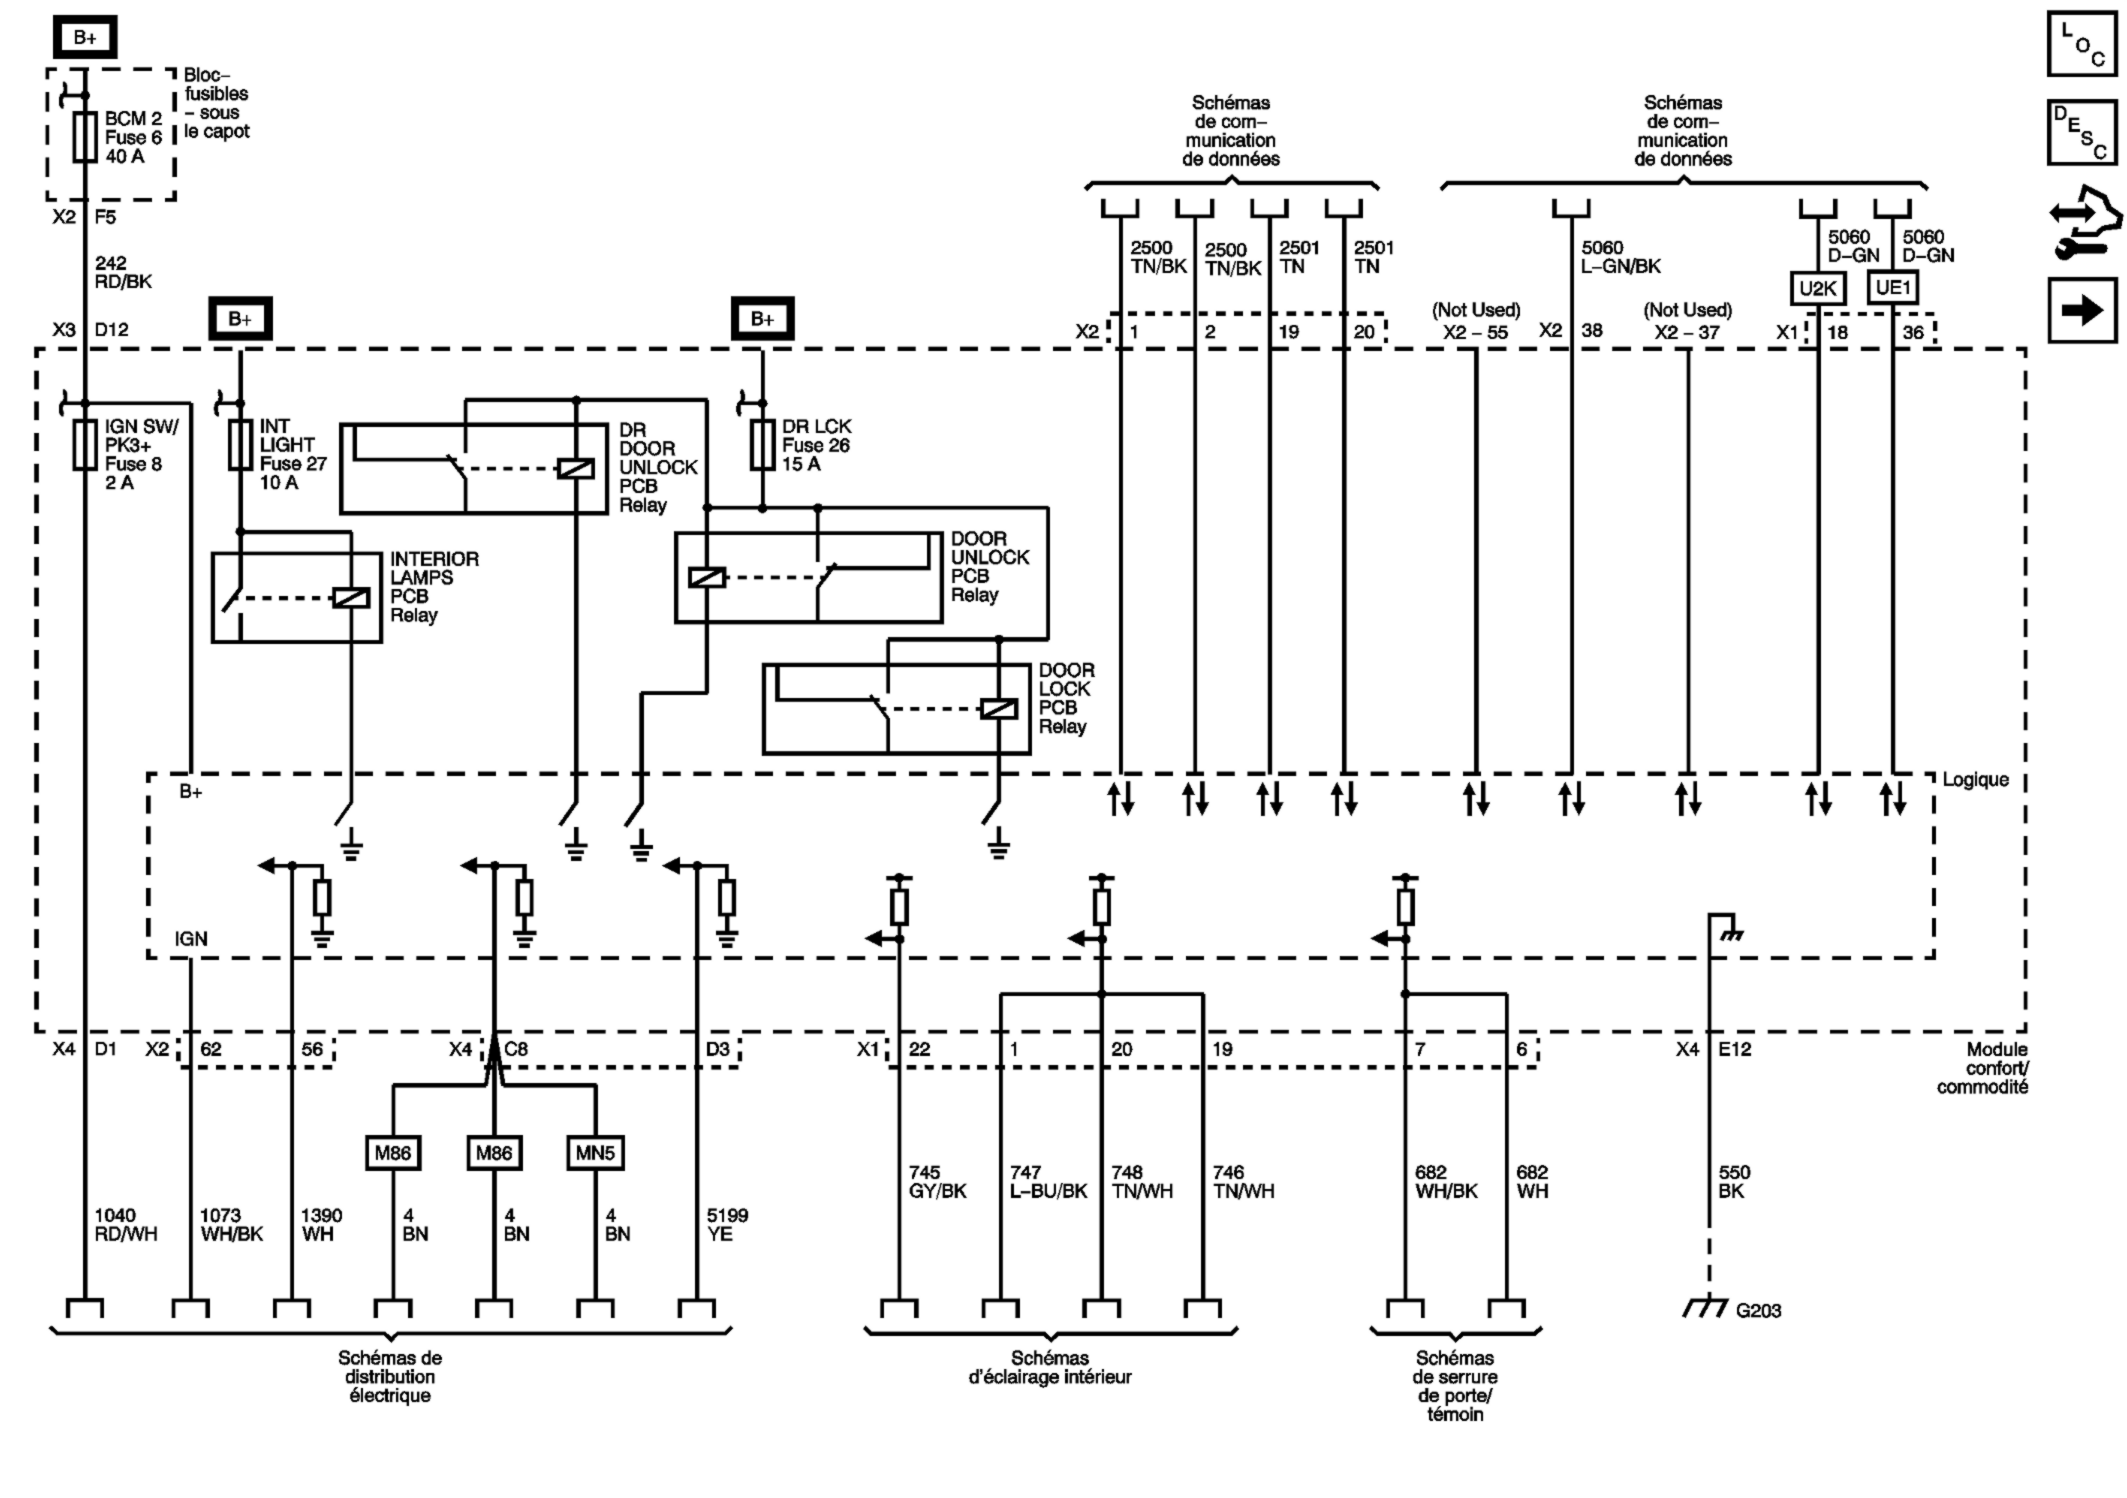 B+
Bloc–
fusibles
– sous
le capot
BCM 2
Fuse 6
40 A
X2 F5
242
RD/BK
X3 D12
B+
B+
Schémas
de com–
munication
de données
Schémas
de com–
munication
de données
2500
TN/BK
2500
TN/BK
2501
TN
2501
TN
5060
L–GN/BK
5060
D–GN
5060
D–GN
U2K
UE1
X2 1 2 19 20
(Not Used)
X2 – 55
X2 38
(Not Used)
X2 – 37
X1 18 36
L
O
C
D
E
S
C
IGN SW/
PK3+
Fuse 8
2 A
INT
LIGHT
Fuse 27
10 A
DR
DOOR
UNLOCK
PCB
Relay
DR LCK
Fuse 26
15 A
INTERIOR
LAMPS
PCB
Relay
DOOR
UNLOCK
PCB
Relay
DOOR
LOCK
PCB
Relay
B+
Logique
IGN
X4 D1 X2 62 56 X4 C8 D3 X1 22 1 20 19 7 6 X4 E12
Module
confort/
commodité
M86
M86
MN5
1040
RD/WH
1073
WH/BK
1390
WH
4
BN
4
BN
4
BN
5199
YE
745
GY/BK
747
L–BU/BK
748
TN/WH
746
TN/WH
682
WH/BK
682
WH
550
BK
G203
Schémas de
distribution
électrique
Schémas
d'éclairage intérieur
Schémas
de serrure
de porte/
témoin